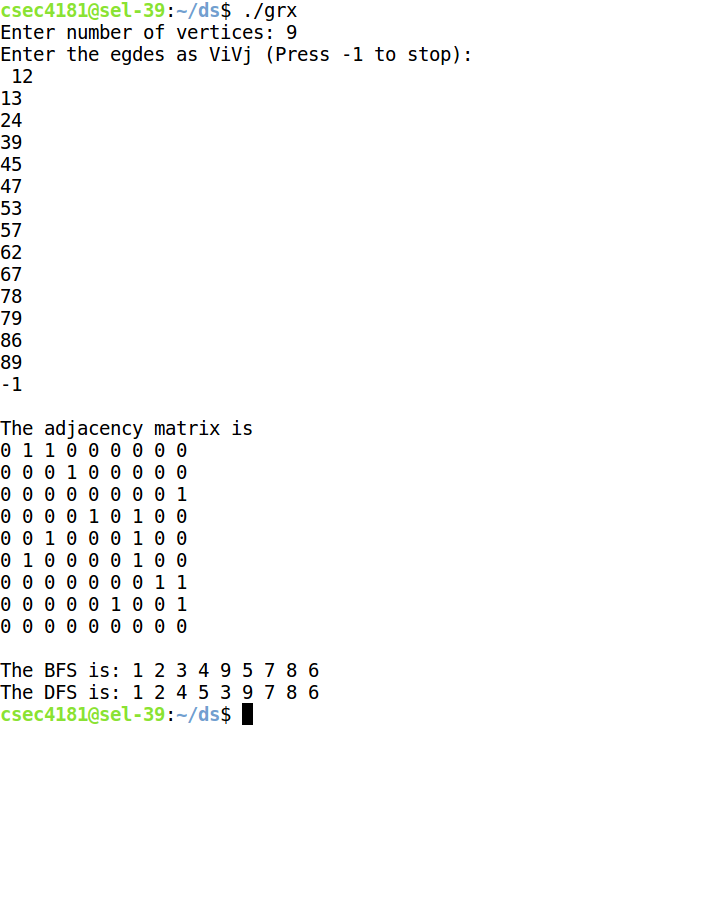 csec4181@sel-39:~/ds$ ./grx
Enter number of vertices: 9
Enter the egdes as ViVj (Press -1 to stop):
12
13
24
39
45
47
53
57
62
67
78
79
86
89
-1
The adjacency matrix is
0 1 1 0 0 0 0 0 0
0 0 0 1 0 0 0 0 0
0 0 0 0 0 0 0 0 1
0 0 0 0 1 0 1 0 0
0 0 1 0 0 0 1 0 0
0 1 0 0 0 0 1 0 0
0 0 0 0 0 0 0 1 1
0 0 0 0 0 1 0 0 1
0 0 0 0 0 0 0 0 0
The BFS is: 1 2 3 4 9 5 7 8 6
The DFS is: 1 2 4 5 3 9 7 8 6
csec4181@sel-39:~/ds$